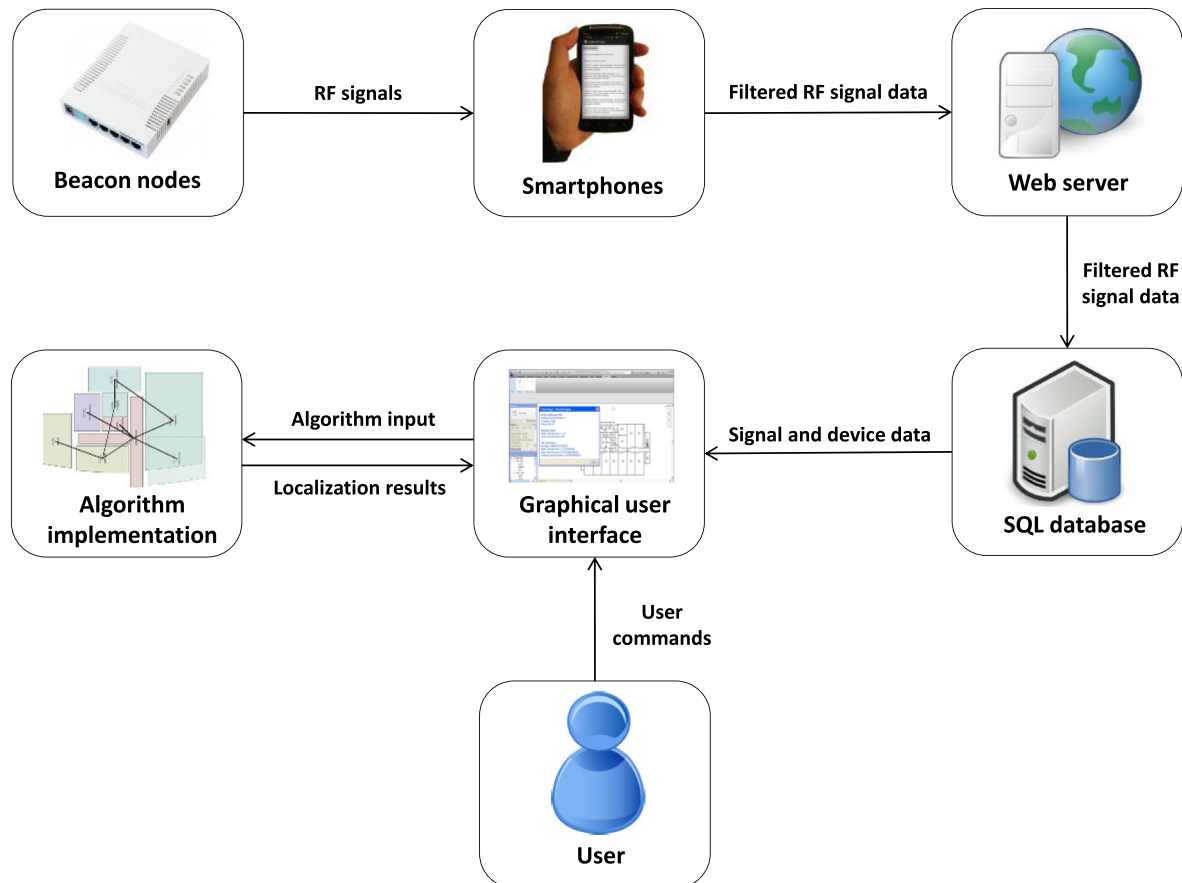 RF signals
Filtered RF signal data
Beacon nodes
Smartphones
Web server
Filtered RF
signal data
Algorithm input
Localization results
Signal and device data
Algorithm
implementation
Graphical user
interface
SQL database
User
commands
User